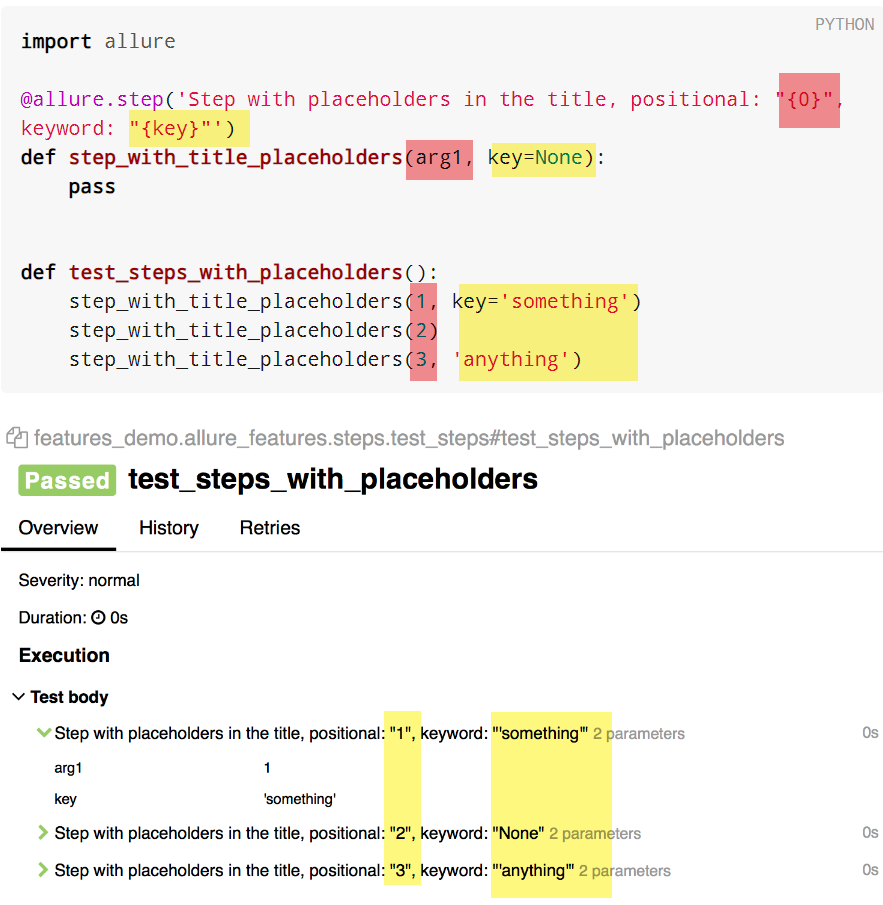 PYTHON
import allure
@allure.step('Step with placeholders in the title, positional: "{0}",
keyword: "{key}"')
def step_with_title_placeholders(arg1, key=None):
pass
def test_steps_with_placeholders():
step_with_title_placeholders(1, key='something')
step_with_title_placeholders(2)
step_with_title_placeholders(3, 'anything')
features_demo.allure_features.steps.test_steps#test_steps_with_placeholders
Passed test_steps_with_placeholders
Overview History Retries
Severity: normal
Duration: 0s
Execution
Test body
Step with placeholders in the title, positional: "1", keyword: "'something'" 2 parameters 0s
arg1 1
key 'something'
Step with placeholders in the title, positional: "2", keyword: "None" 2 parameters 0s
Step with placeholders in the title, positional: "3", keyword: "'anything'" 2 parameters 0s